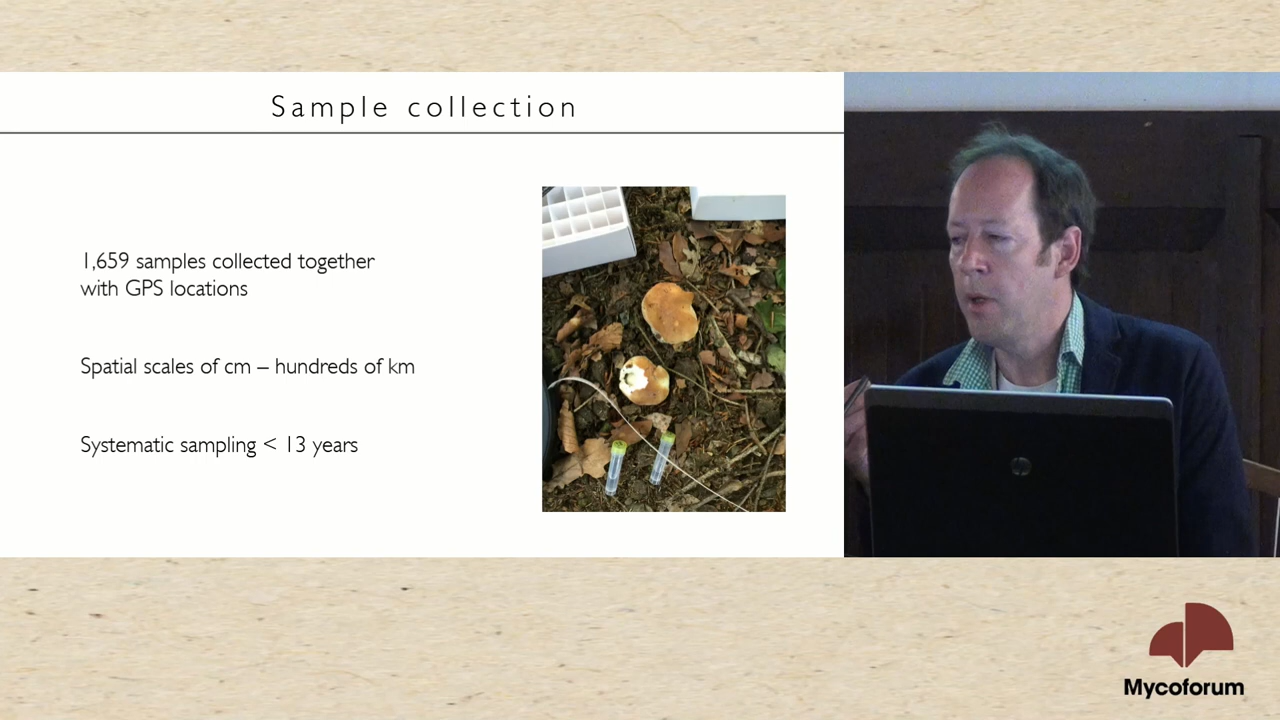 Sample collection
1,659 samples collected together
with GPS locations
Spatial scales of cm – hundreds of km
Systematic sampling < 13 years
hp
Mycoforum